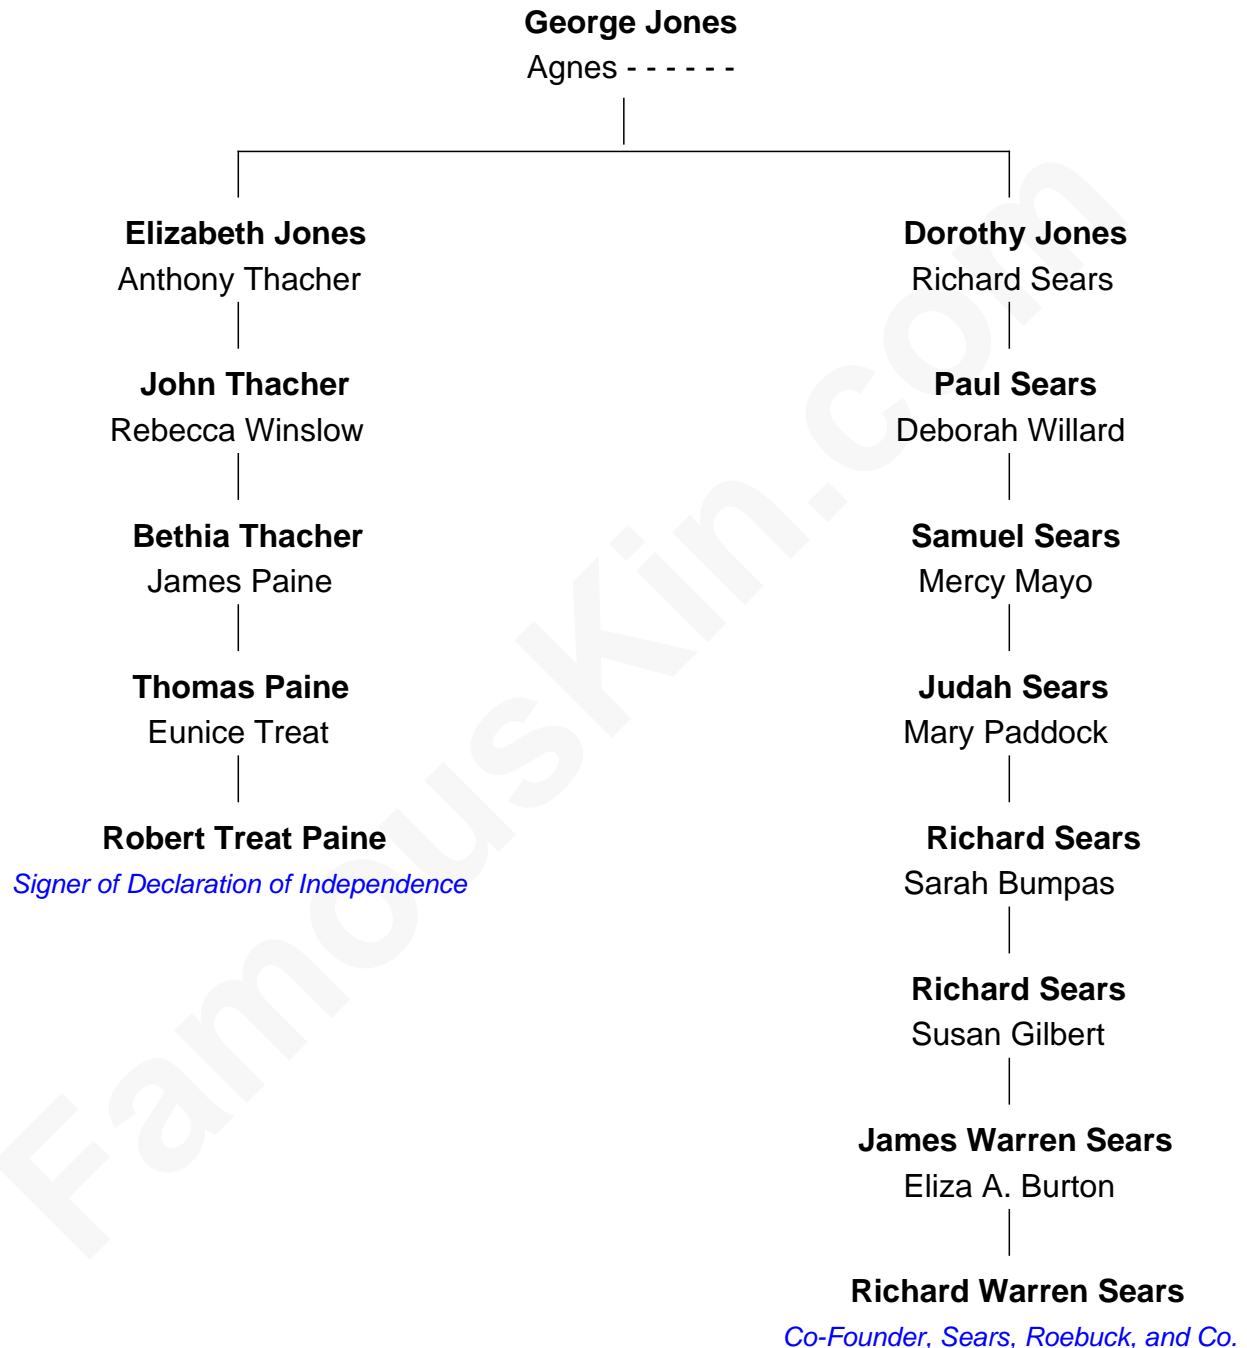 George Jones
Agnes - - - - - -
Elizabeth Jones
Anthony Thacher
John Thacher
Rebecca Winslow
Bethia Thacher
James Paine
Thomas Paine
Eunice Treat
Robert Treat Paine
Signer of Declaration of Independence
Dorothy Jones
Richard Sears
Paul Sears
Deborah Willard
Samuel Sears
Mercy Mayo
Judah Sears
Mary Paddock
Richard Sears
Sarah Bumpas
Richard Sears
Susan Gilbert
James Warren Sears
Eliza A. Burton
Richard Warren Sears
Co-Founder, Sears, Roebuck, and Co.
FamousKin.com